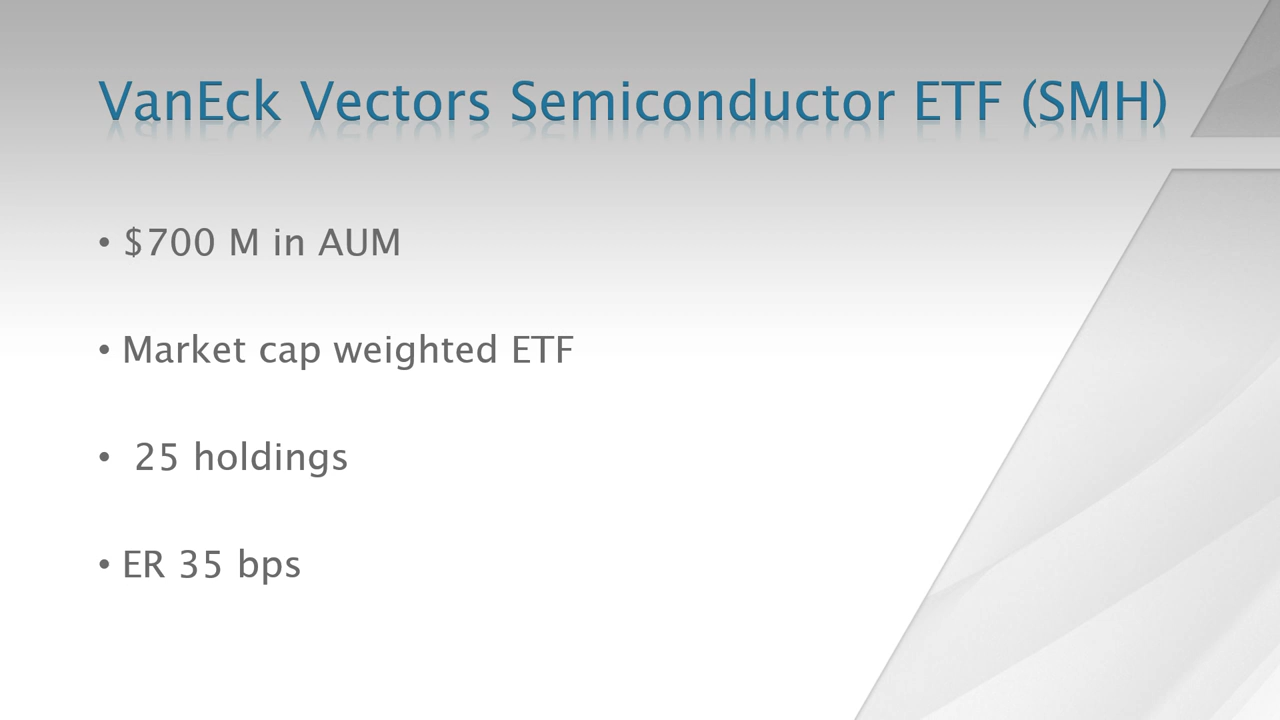 VanEck Vectors Semiconductor ETF (SMH)
• $700 M in AUM
• Market cap weighted ETF
• 25 holdings
• ER 35 bps